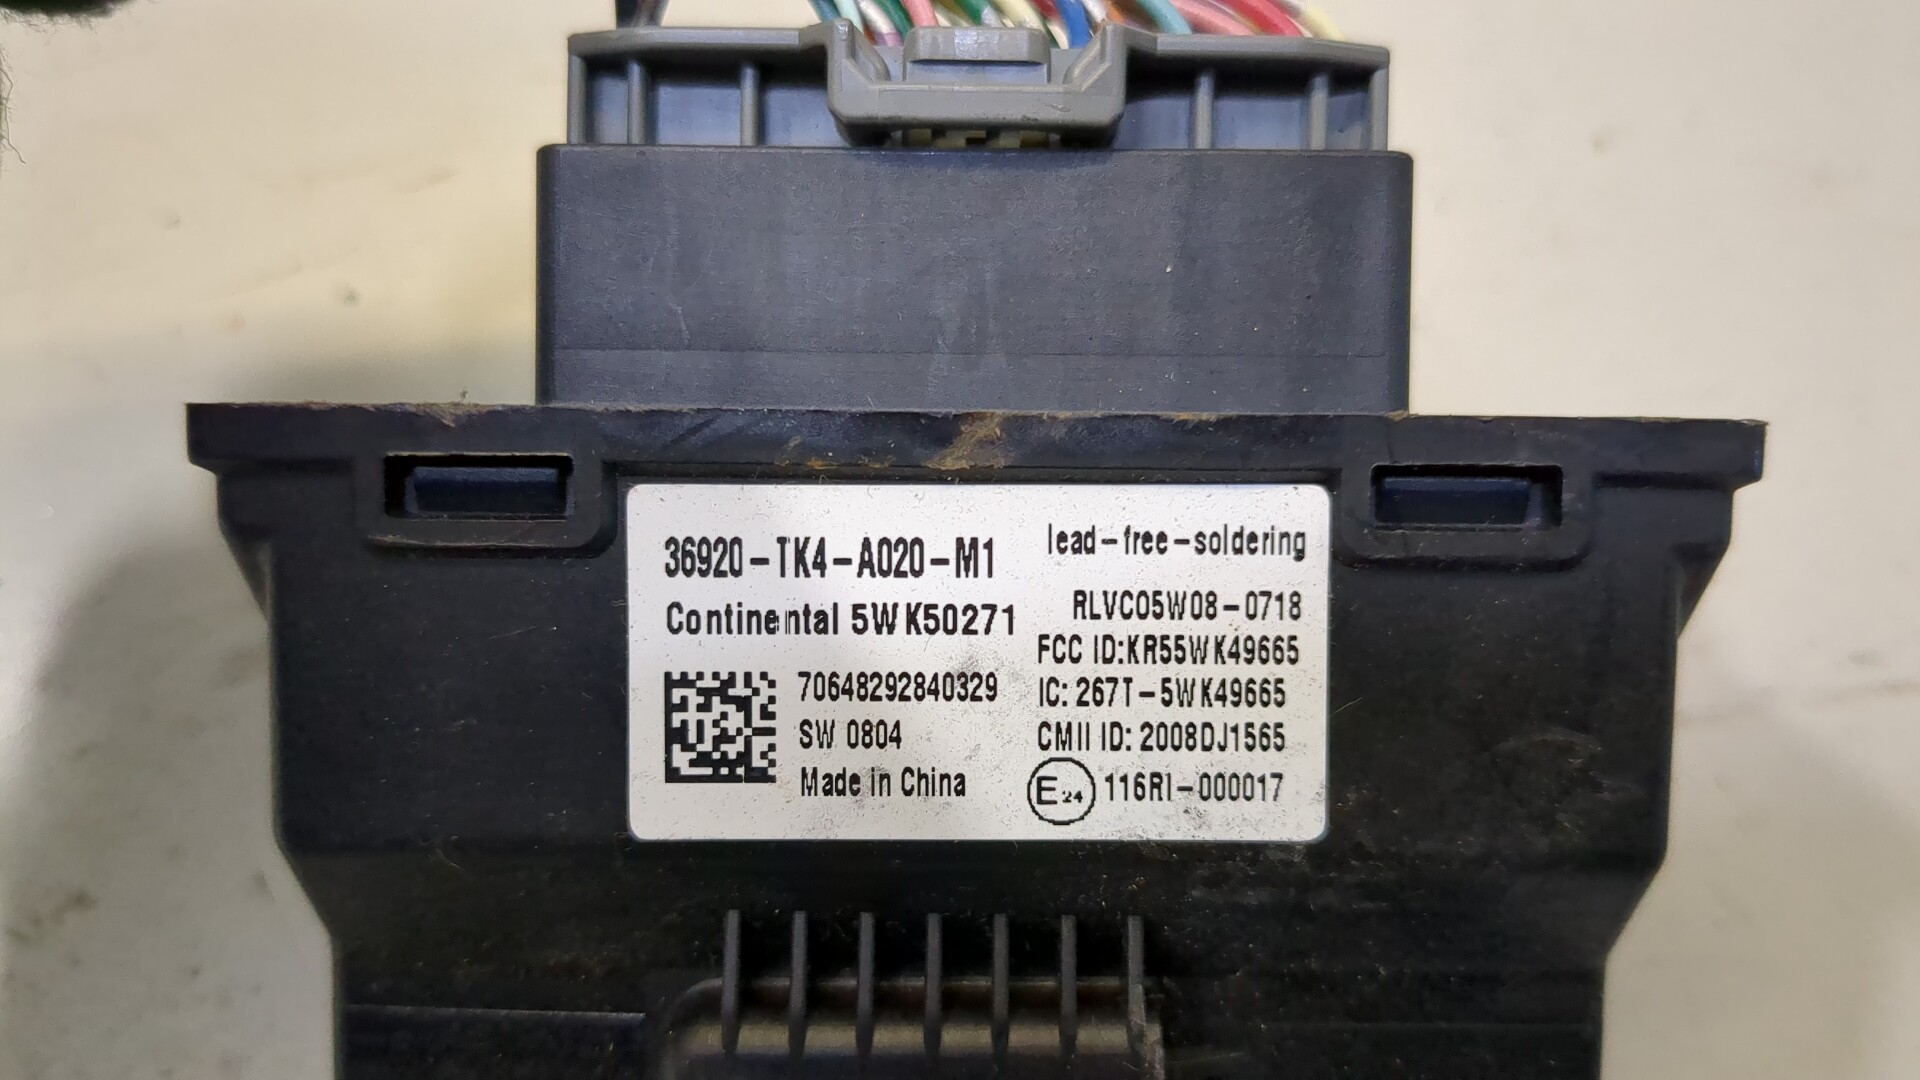 36920-TK4-A020-M1
Continental 5WK50271
70648292840329
SW 0804
Made in China
lead-free-soldering
RLVC05W08-0718
FCC ID:KR55WK49665
IC: 267T-5WK49665
CMII ID: 2008DJ1565
E24 116RI-000017